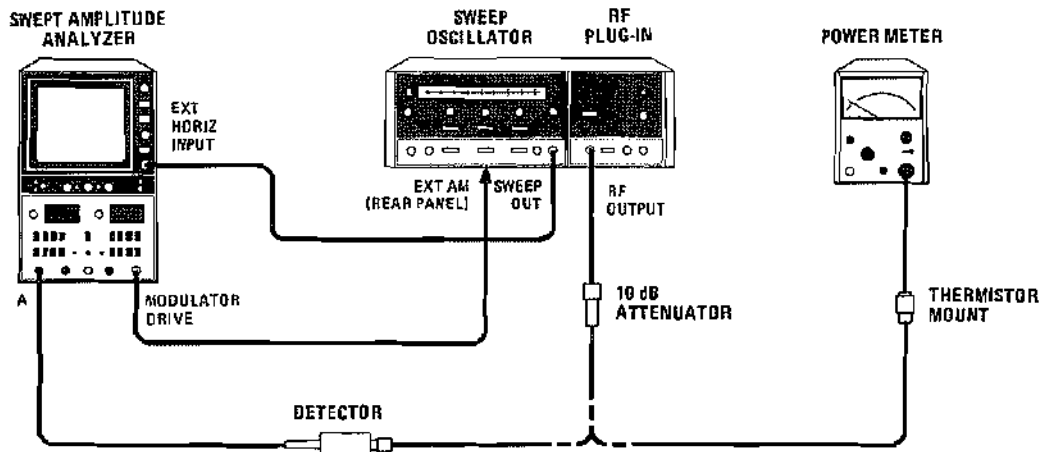 SWEPT AMPLITUDE
ANALYZER
SWEEP
OSCILLATOR
RF
PLUG-IN
POWER METER
EXT
HORIZ
INPUT
EXT AM
(REAR PANEL)
SWEEP
OUT
RF
OUTPUT
A
MODULATOR
DRIVE
10 dB
ATTENUATOR
THERMISTOR
MOUNT
DETECTOR